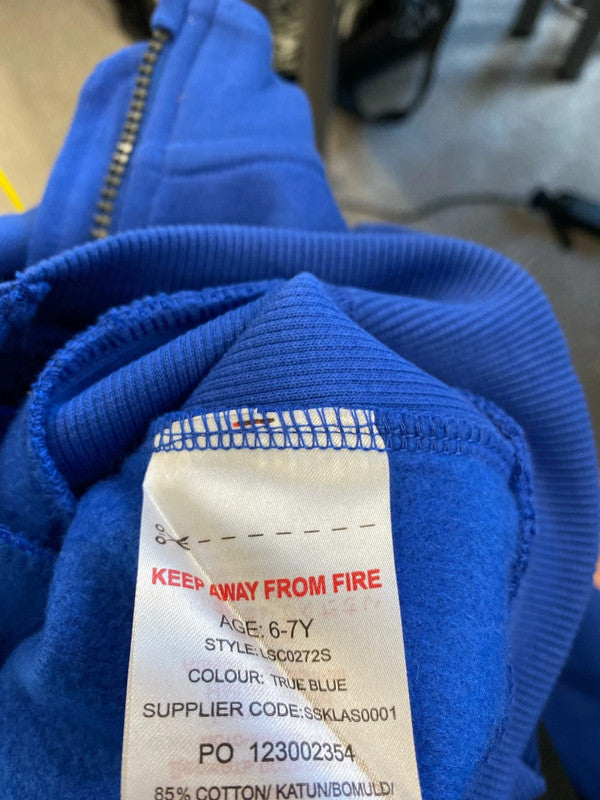 KEEP AWAY FROM FIRE
AGE: 6-7Y
STYLE: LSC0272S
COLOUR: TRUE BLUE
SUPPLIER CODE:SSKLAS0001
PO 123002354
85% COTTON/ KATUN/BOMULD/